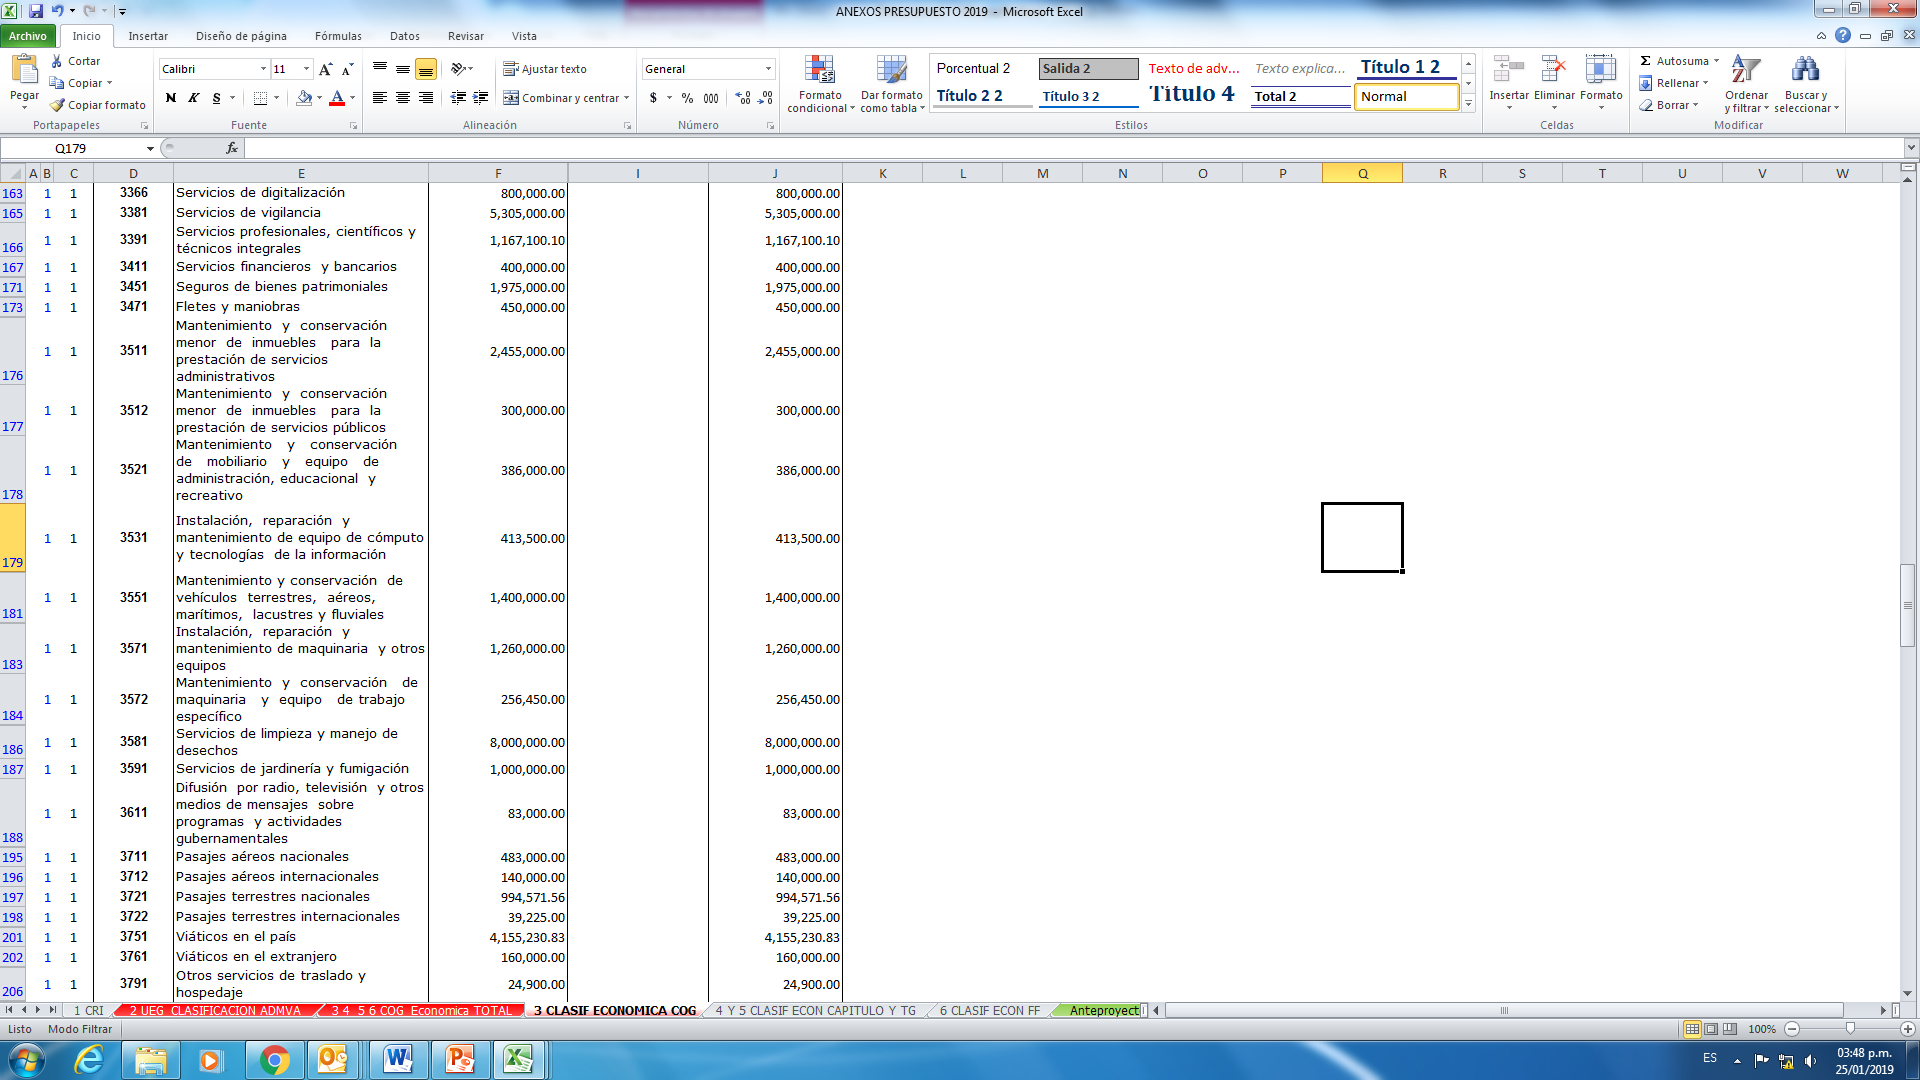 ANEXOS PRESUPUESTO 2019 - Microsoft Excel
Archivo Inicio Insertar Diseño de página Fórmulas Datos Revisar Vista
Pegar
Cortar
Copiar
Copiar formato
Portapapeles
Calibri 11
N K S
Fuente
Ajustar texto
Combinar y centrar
Alineación
General
$ % 000
Número
Formato condicional
Dar formato como tabla
Porcentual 2 Salida 2 Texto de adv... Texto explica... Título 1 2
Título 2 2 Título 3 2 Título 4 Total 2 Normal
Estilos
Insertar Eliminar Formato
Celdas
Autosuma
Rellenar
Borrar
Ordenar y filtrar
Buscar y seleccionar
Modificar
Q179 fx
A B C D E F I J K L M N O P Q R S T U V W
163 1 1 3366 Servicios de digitalización 800,000.00 800,000.00
165 1 1 3381 Servicios de vigilancia 5,305,000.00 5,305,000.00
166 1 1 3391 Servicios profesionales, científicos y
técnicos integrales 1,167,100.10 1,167,100.10
167 1 1 3411 Servicios financieros y bancarios 400,000.00 400,000.00
171 1 1 3451 Seguros de bienes patrimoniales 1,975,000.00 1,975,000.00
173 1 1 3471 Fletes y maniobras 450,000.00 450,000.00
176 1 1 3511 Mantenimiento y conservación
menor de inmuebles para la
prestación de servicios
administrativos 2,455,000.00 2,455,000.00
177 1 1 3512 Mantenimiento y conservación
menor de inmuebles para la
prestación de servicios públicos 300,000.00 300,000.00
178 1 1 3521 Mantenimiento y conservación
de mobiliario y equipo de
administración, educacional y
recreativo 386,000.00 386,000.00
179 1 1 3531 Instalación, reparación y
mantenimiento de equipo de cómputo
y tecnologías de la información 413,500.00 413,500.00
181 1 1 3551 Mantenimiento y conservación de
vehículos terrestres, aéreos,
marítimos, lacustres y fluviales 1,400,000.00 1,400,000.00
183 1 1 3571 Instalación, reparación y
mantenimiento de maquinaria y otros
equipos 1,260,000.00 1,260,000.00
184 1 1 3572 Mantenimiento y conservación de
maquinaria y equipo de trabajo
específico 256,450.00 256,450.00
186 1 1 3581 Servicios de limpieza y manejo de
desechos 8,000,000.00 8,000,000.00
187 1 1 3591 Servicios de jardinería y fumigación 1,000,000.00 1,000,000.00
188 1 1 3611 Difusión por radio, televisión y otros
medios de mensajes sobre
programas y actividades
gubernamentales 83,000.00 83,000.00
195 1 1 3711 Pasajes aéreos nacionales 483,000.00 483,000.00
196 1 1 3712 Pasajes aéreos internacionales 140,000.00 140,000.00
197 1 1 3721 Pasajes terrestres nacionales 994,571.56 994,571.56
198 1 1 3722 Pasajes terrestres internacionales 39,225.00 39,225.00
201 1 1 3751 Viáticos en el país 4,155,230.83 4,155,230.83
202 1 1 3761 Viáticos en el extranjero 160,000.00 160,000.00
206 1 1 3791 Otros servicios de traslado y
hospedaje 24,900.00 24,900.00
1 CRI 2 UEG CLASIFICACION ADMVA 3 4 5 6 COG Economica TOTAL 3 CLASIF ECONOMICA COG 4 Y 5 CLASIF ECON CAPITULO Y TG 6 CLASIF ECON FF Anteproyect
Listo Modo Filtrar 100%
ES 03:48 p.m.
25/01/2019